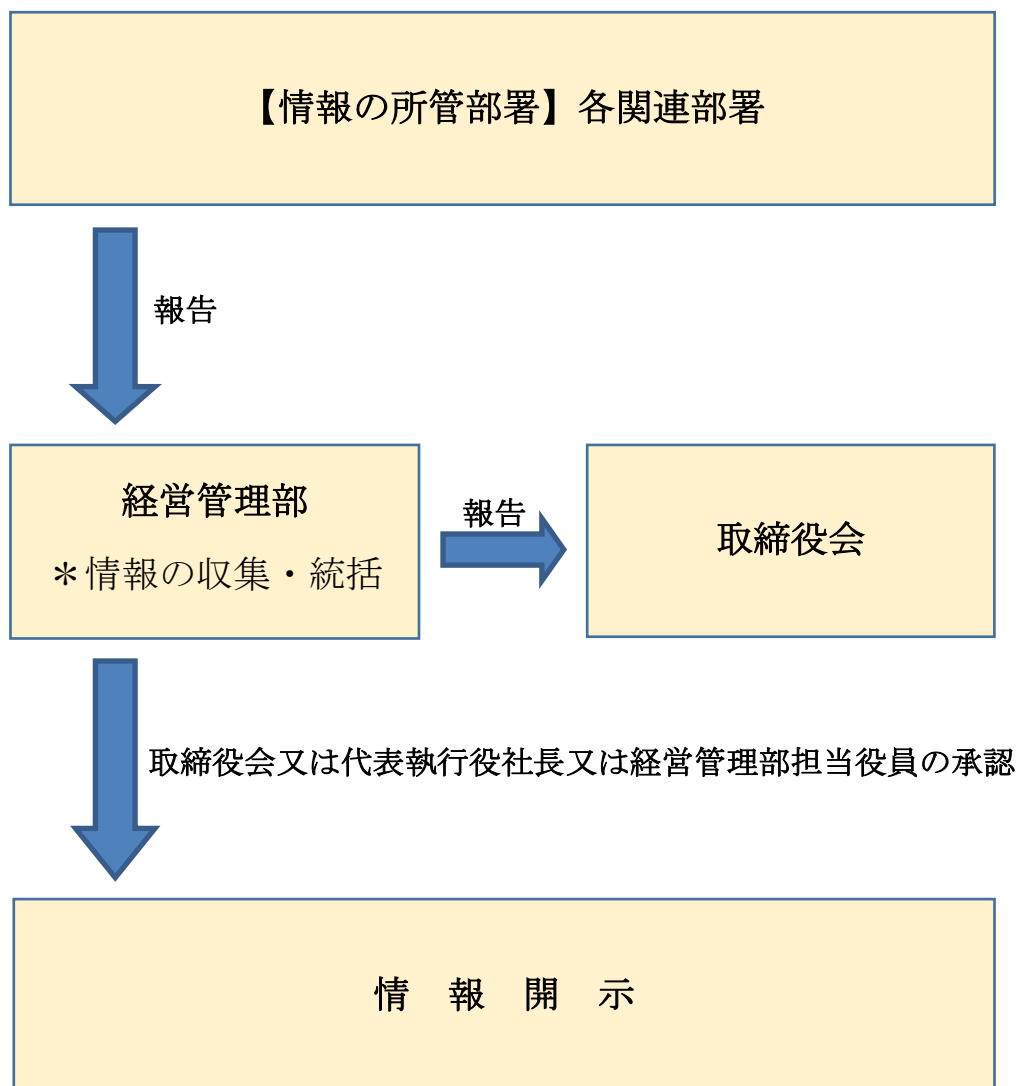 【情報の所管部署】各関連部署
報告
経営管理部
＊情報の収集・統括
報告
取締役会
取締役会又は代表執行役社長又は経営管理部担当役員の承認
情　報　開　示